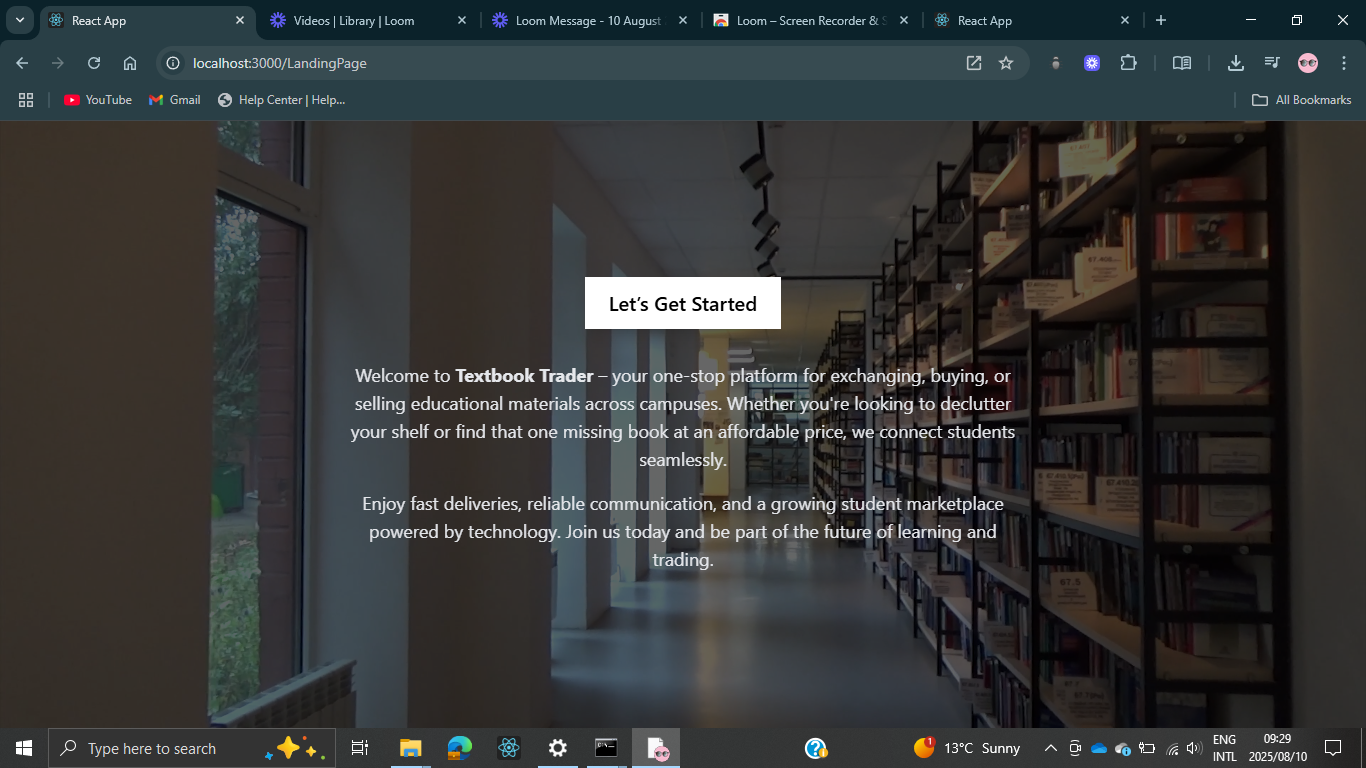 React App
Videos | Library | Loom
Loom Message - 10 August
Loom – Screen Recorder & S
React App
localhost:3000/LandingPage
YouTube
Gmail
Help Center | Help...
All Bookmarks
Let’s Get Started
Welcome to Textbook Trader – your one-stop platform for exchanging, buying, or
selling educational materials across campuses. Whether you're looking to declutter
your shelf or find that one missing book at an affordable price, we connect students
seamlessly.
Enjoy fast deliveries, reliable communication, and a growing student marketplace
powered by technology. Join us today and be part of the future of learning and
trading.
67.5
Type here to search
1
13°C Sunny
ENG
INTL
09:29
2025/08/10